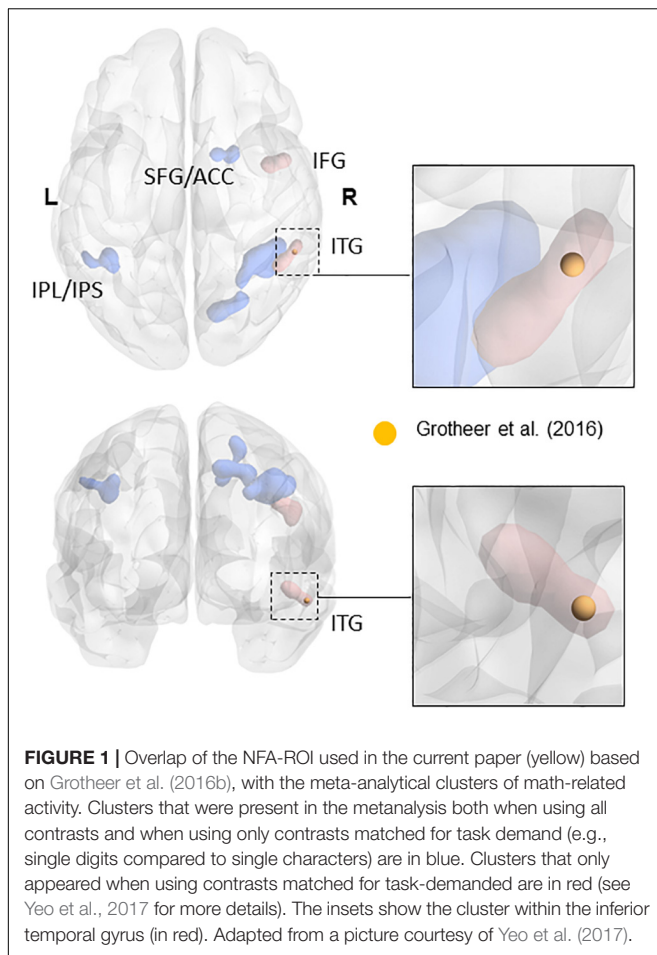 SFG/ACC
IFG
L
R
ITG
IPL/IPS
Grotheer et al. (2016)
ITG
FIGURE 1 | Overlap of the NFA-ROI used in the current paper (yellow) based
on Grotheer et al. (2016b), with the meta-analytical clusters of math-related
activity. Clusters that were present in the metanalysis both when using all
contrasts and when using only contrasts matched for task demand (e.g.,
single digits compared to single characters) are in blue. Clusters that only
appeared when using contrasts matched for task-demanded are in red (see
Yeo et al., 2017 for more details). The insets show the cluster within the inferior
temporal gyrus (in red). Adapted from a picture courtesy of Yeo et al. (2017).